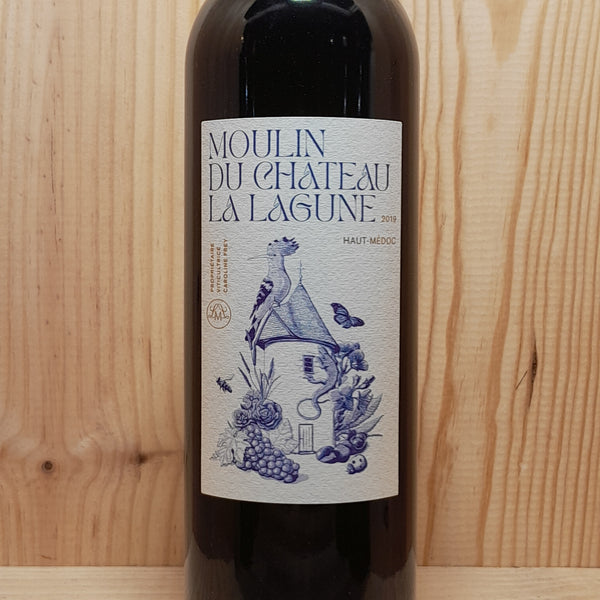 MOULIN
DU CHATEAU
LA LAGUNE 2019
HAUT-MÉDOC
PROPRIÉTAIRE
VITICULTRICE
CAROLINE FREY